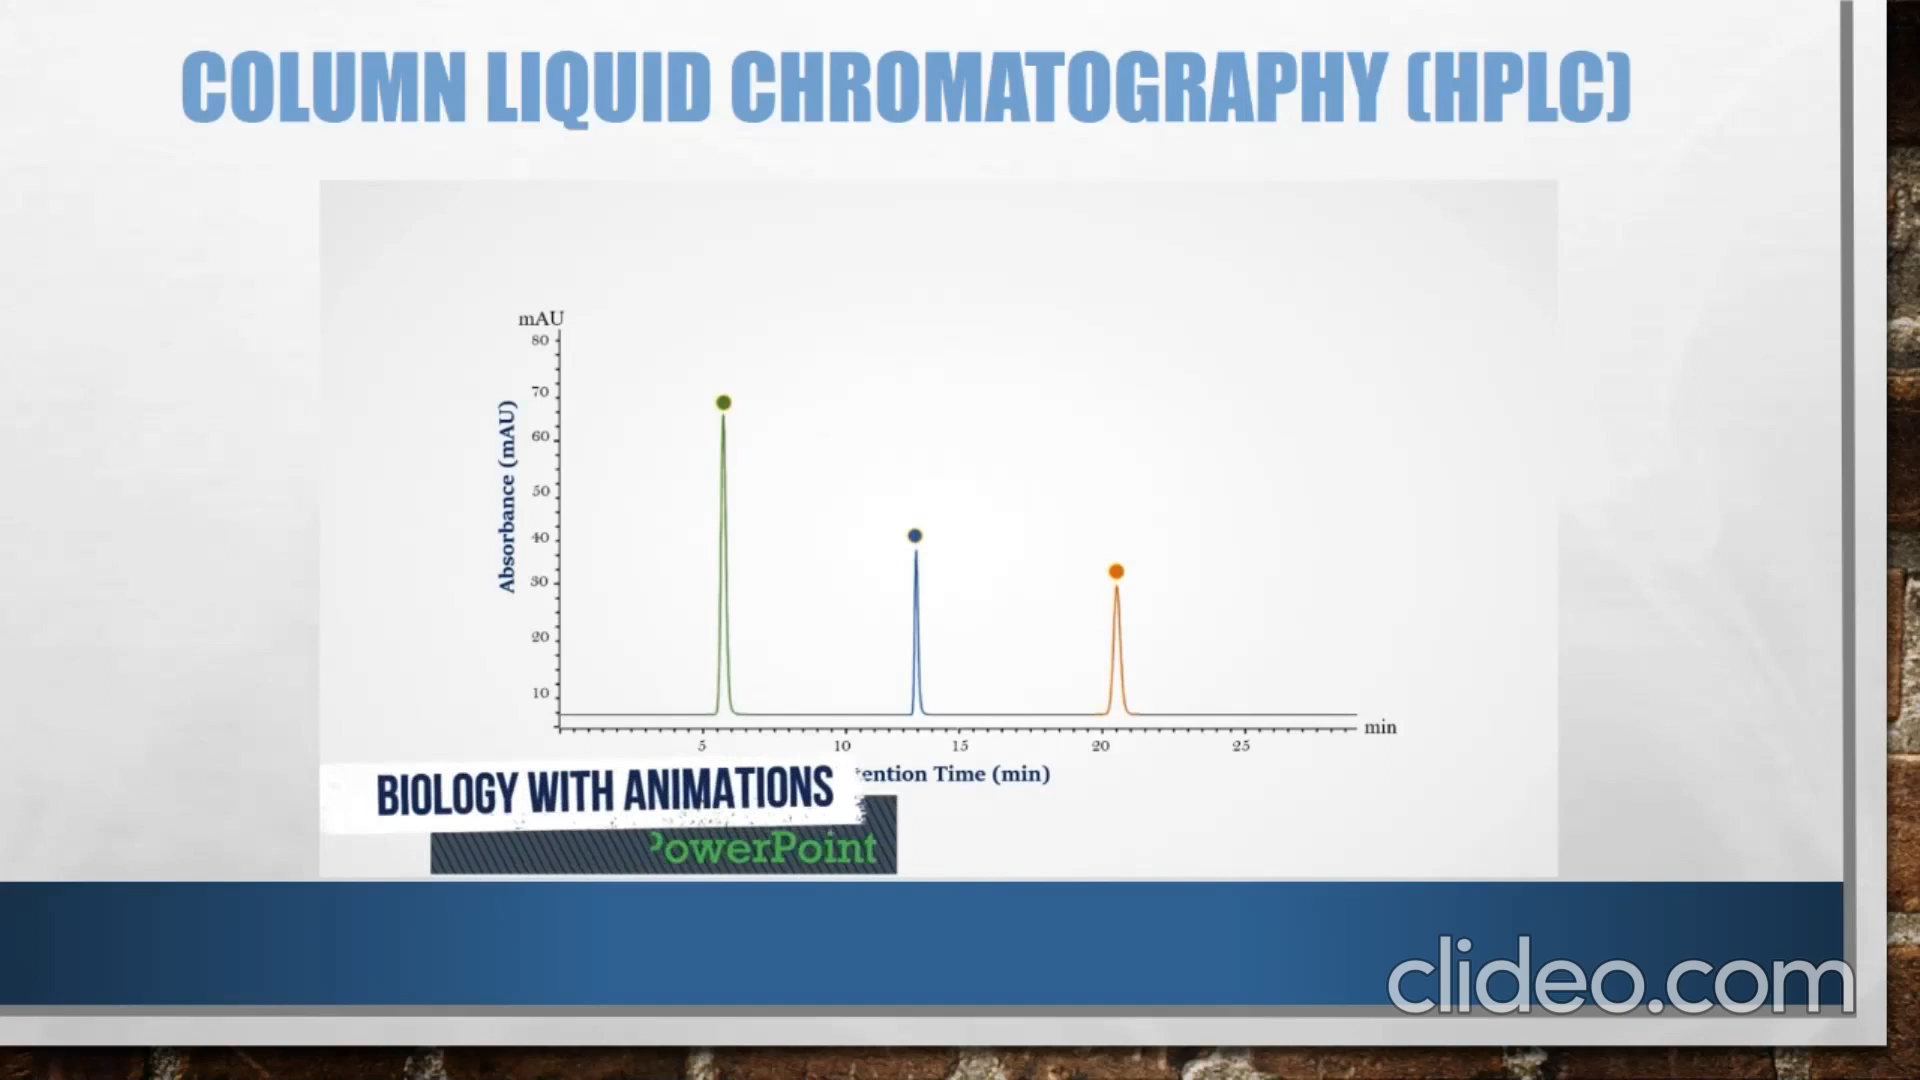 COLUMN LIQUID CHROMATOGRAPHY (HPLC)
mAU
80
70
60
50
40
30
20
10
Absorbance (mAU)
5 10 15 20 25
min
tention Time (min)
BIOLOGY WITH ANIMATIONS
PowerPoint
clideo.com